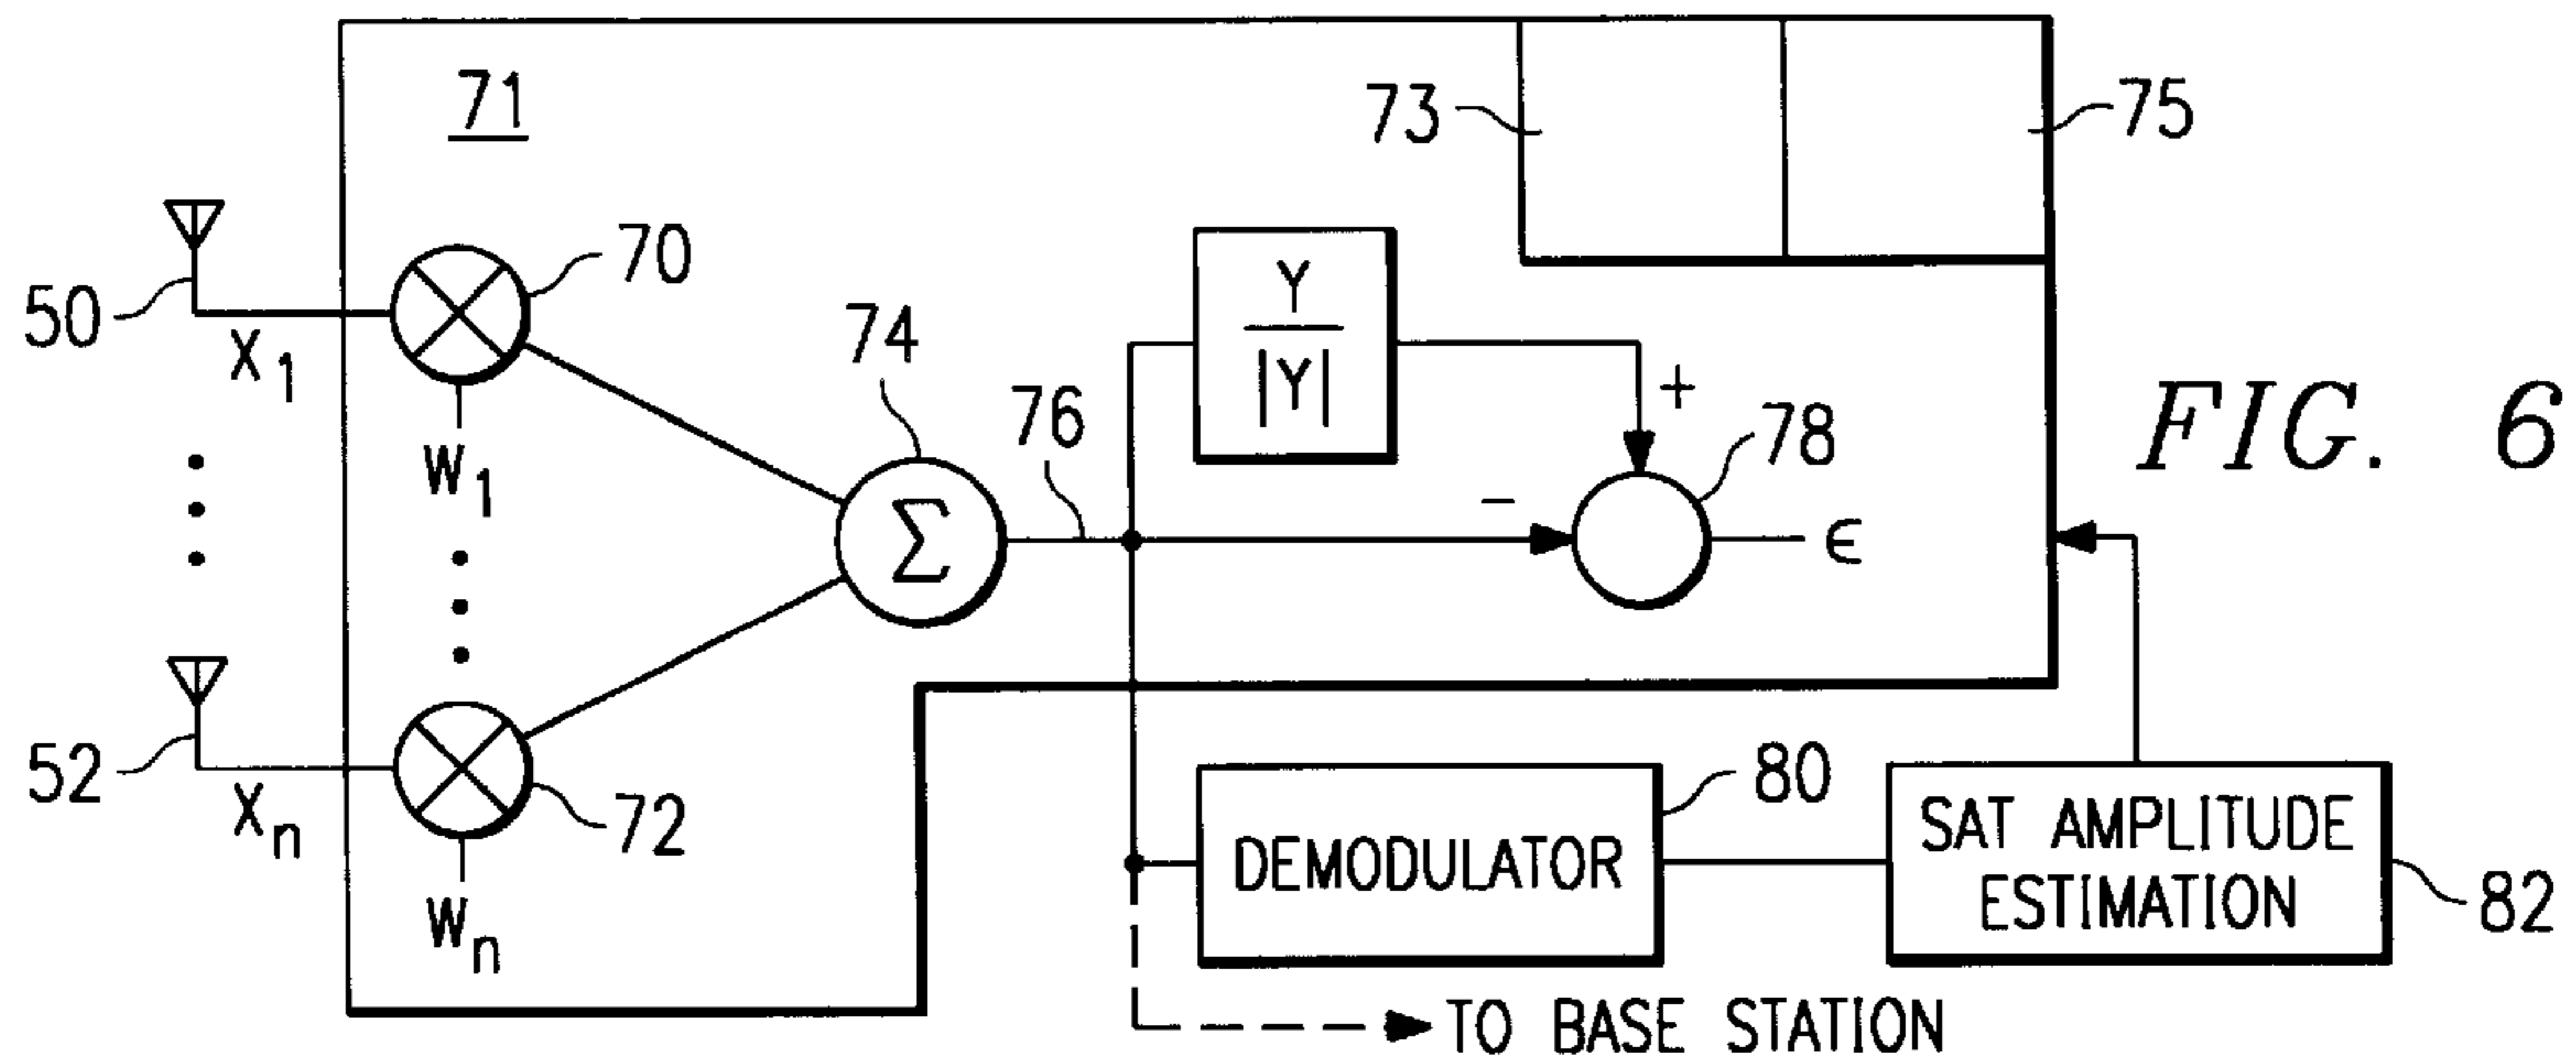 71
73
75
50
X1
70
W1
74
76
Y
|Y|
+
-
78
ϵ
FIG. 6
Σ
52
Xn
72
Wn
80
DEMODULATOR
SAT AMPLITUDE
ESTIMATION
82
TO BASE STATION